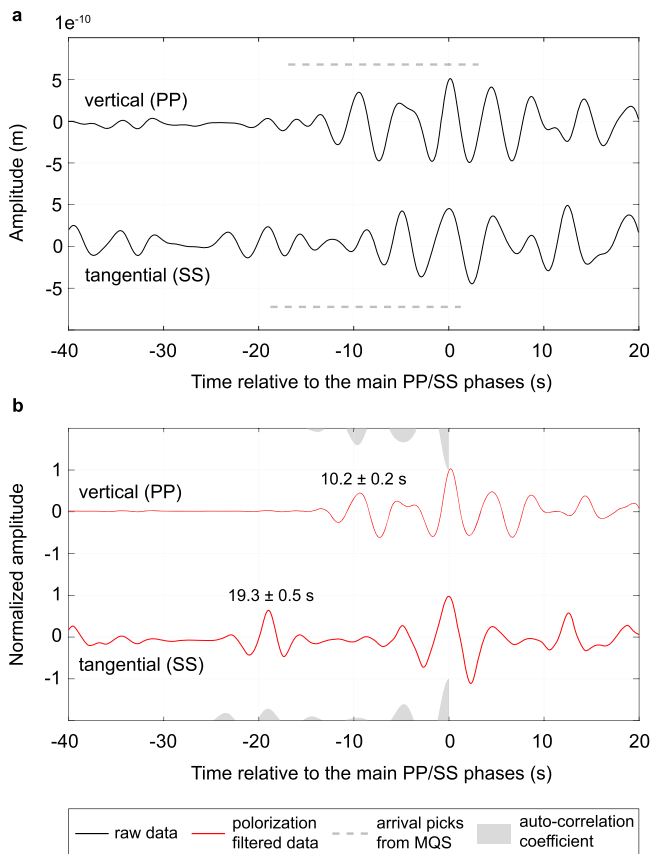 a
1e-10
5
vertical (PP)
0
-5
5
0
tangential (SS)
-5
Amplitude (m)
-40 -30 -20 -10 0 10 20
Time relative to the main PP/SS phases (s)
b
1
vertical (PP)
10.2 ± 0.2 s
0
-1
1
19.3 ± 0.5 s
0
tangential (SS)
-1
Normalized amplitude
-40 -30 -20 -10 0 10 20
Time relative to the main PP/SS phases (s)
raw data
polorization
filtered data
arrival picks
from MQS
auto-correlation
coefficient